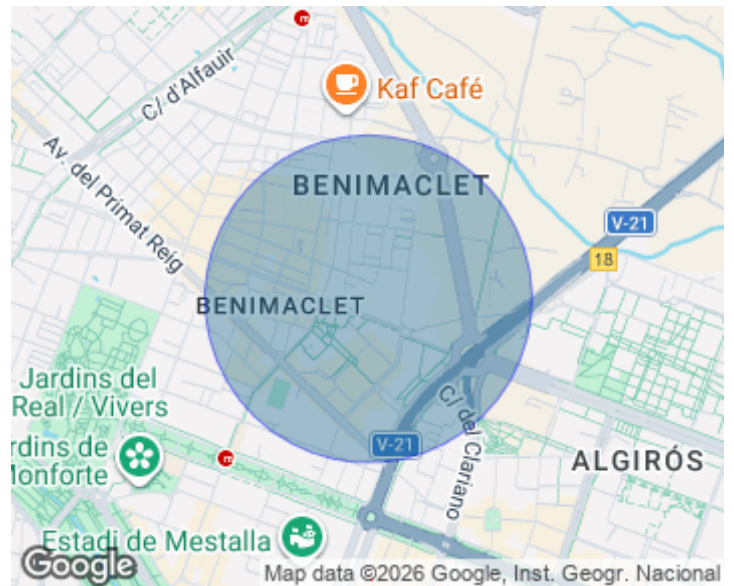 C/ d'Alfauir
Kaf Café
Av. del Primat Reig
BENIMACLET
V-21
18
BENIMACLET
Jardins del
Real / Vivers
rdins de
Monforte
C/ del Clariano
V-21
ALGIRÓS
Estadi de Mestalla
Google
Map data ©2026 Google, Inst. Geogr. Nacional